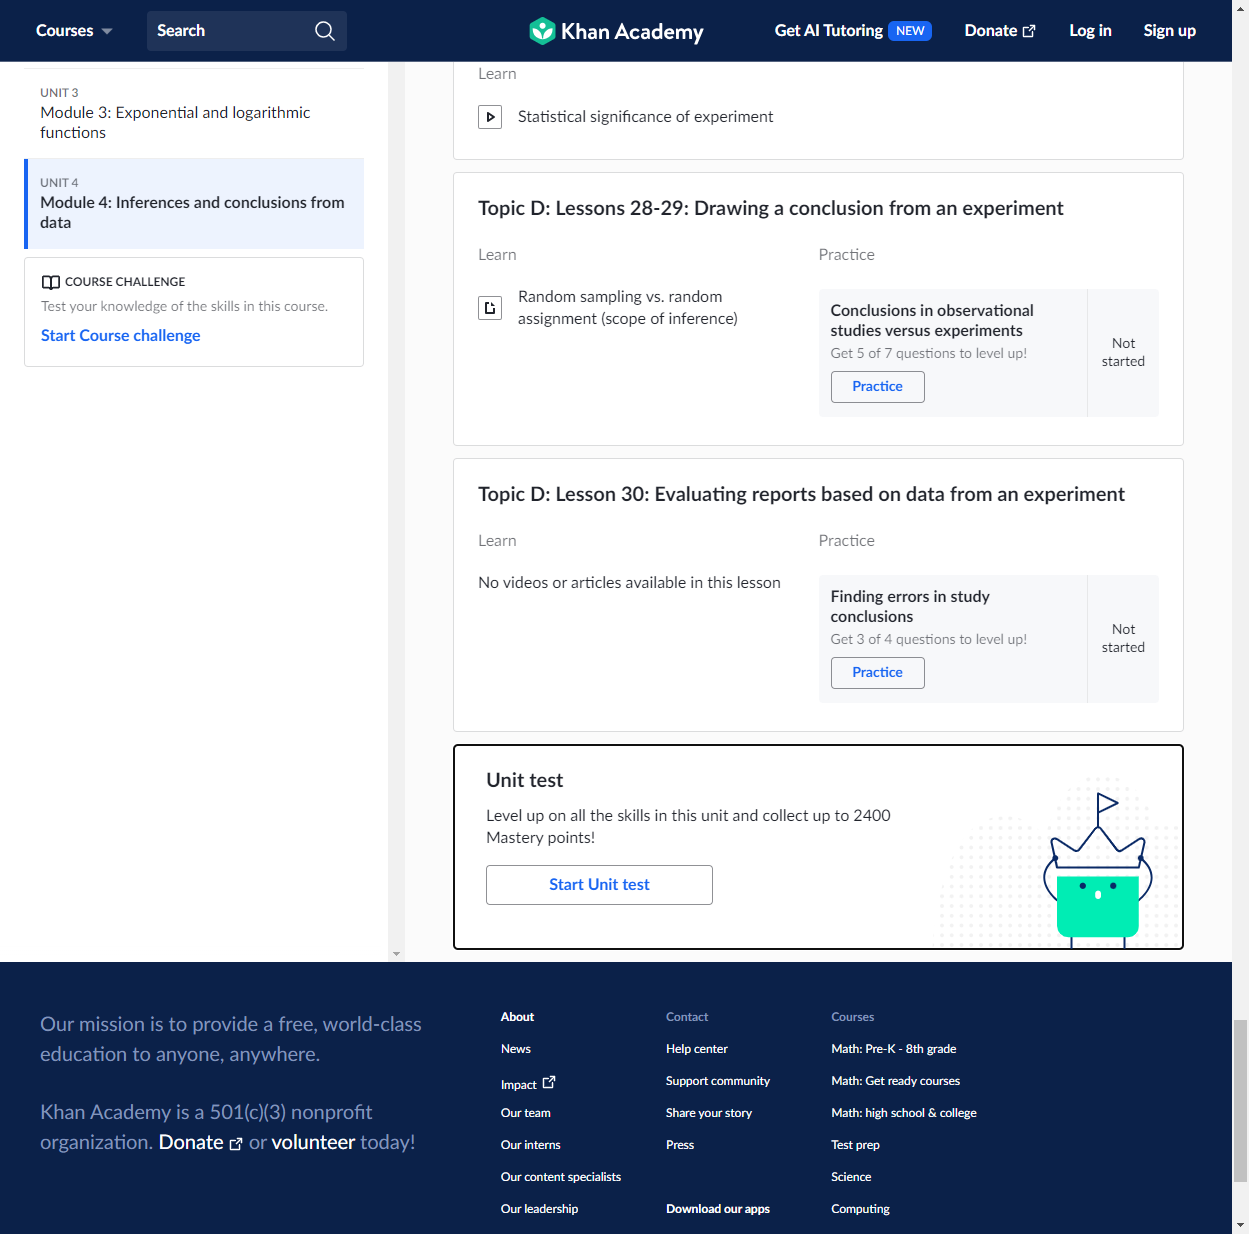 Courses
Search
Khan Academy
Get AI Tutoring NEW
Donate
Log in
Sign up
UNIT 3
Module 3: Exponential and logarithmic
functions
UNIT 4
Module 4: Inferences and conclusions from
data
COURSE CHALLENGE
Test your knowledge of the skills in this course.
Start Course challenge
Learn
Statistical significance of experiment
Topic D: Lessons 28-29: Drawing a conclusion from an experiment
Learn
Random sampling vs. random
assignment (scope of inference)
Practice
Conclusions in observational
studies versus experiments
Get 5 of 7 questions to level up!
Practice
Not
started
Topic D: Lesson 30: Evaluating reports based on data from an experiment
Learn
No videos or articles available in this lesson
Practice
Finding errors in study
conclusions
Get 3 of 4 questions to level up!
Practice
Not
started
Unit test
Level up on all the skills in this unit and collect up to 2400
Mastery points!
Start Unit test
Our mission is to provide a free, world-class
education to anyone, anywhere.
Khan Academy is a 501(c)(3) nonprofit
organization. Donate or volunteer today!
About
News
Impact
Our team
Our interns
Our content specialists
Our leadership
Contact
Help center
Support community
Share your story
Press
Download our apps
Courses
Math: Pre-K - 8th grade
Math: Get ready courses
Math: high school & college
Test prep
Science
Computing